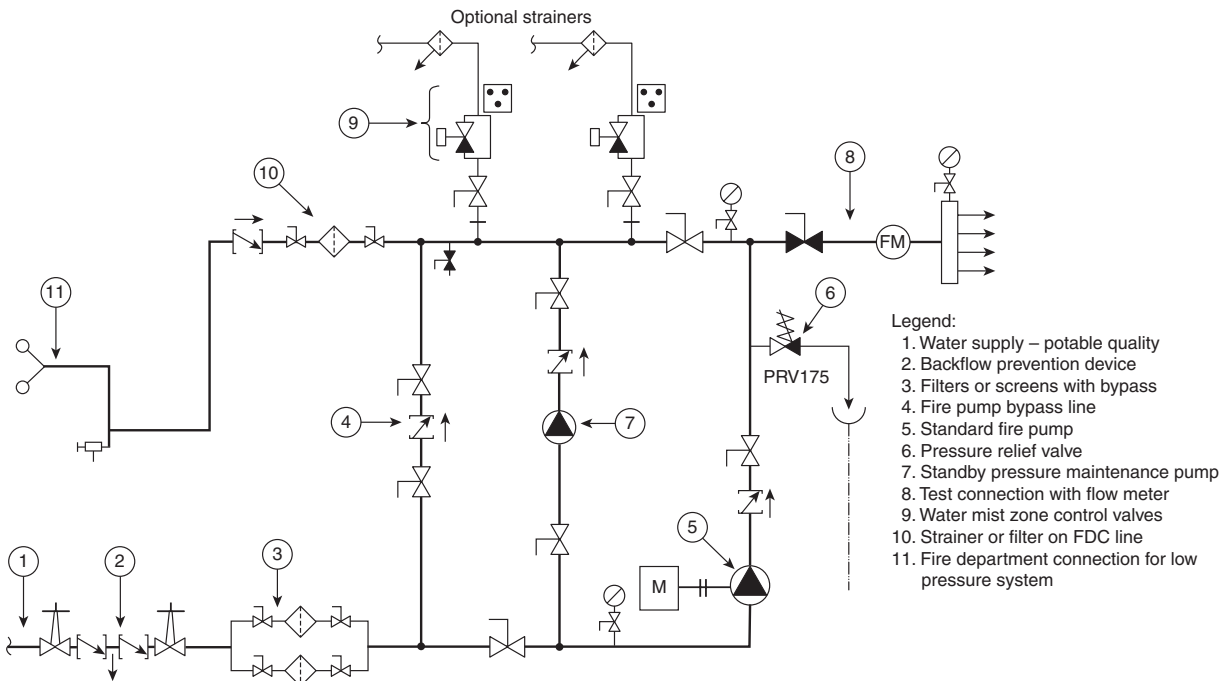 Optional strainers
9
10
8
FM
11
6
PRV175
4
7
5
M
1
2
3
Legend:
1. Water supply – potable quality
2. Backflow prevention device
3. Filters or screens with bypass
4. Fire pump bypass line
5. Standard fire pump
6. Pressure relief valve
7. Standby pressure maintenance pump
8. Test connection with flow meter
9. Water mist zone control valves
10. Strainer or filter on FDC line
11. Fire department connection for low
pressure system